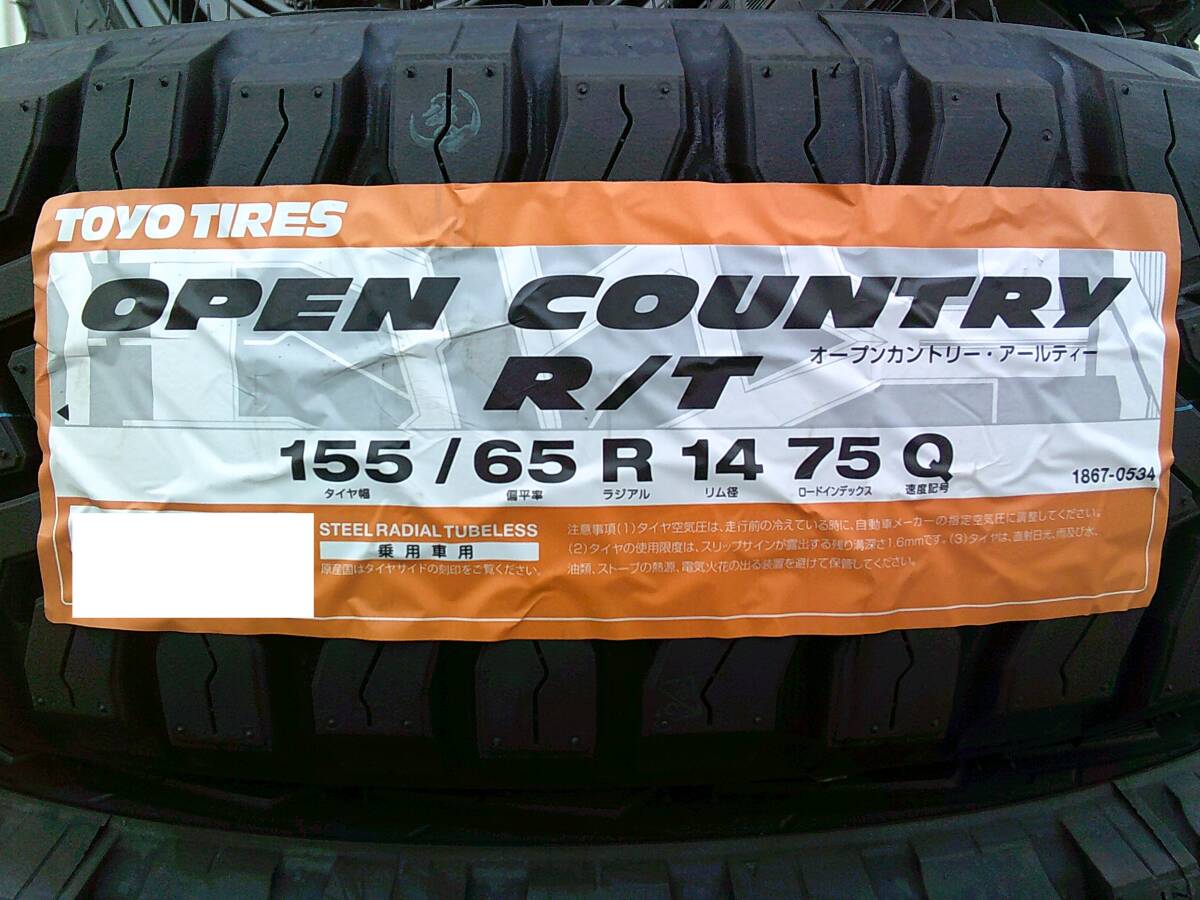 TOYO TIRES
OPEN COUNTRY
R/T オープンカントリー・アールティー
155 / 65 R 14 75 Q
タイヤ幅 偏平率 ラジアル リム径 ロードインデックス 速度記号 1867-0534
STEEL RADIAL TUBELESS
乗用車用
原産国はタイヤサイドの刻印をご覧ください。
注意事項(1)タイヤ空気圧は、走行前の冷えている時に、自動車メーカーの指定空気圧に調整してください。
(2)タイヤの使用限度は、スリップサインが露出する残り溝深さ1.6mmです。(3)タイヤは、直射日光、雨及び水、
油類、ストーブの熱源、電気火花の出る装置を避けて保管してください。